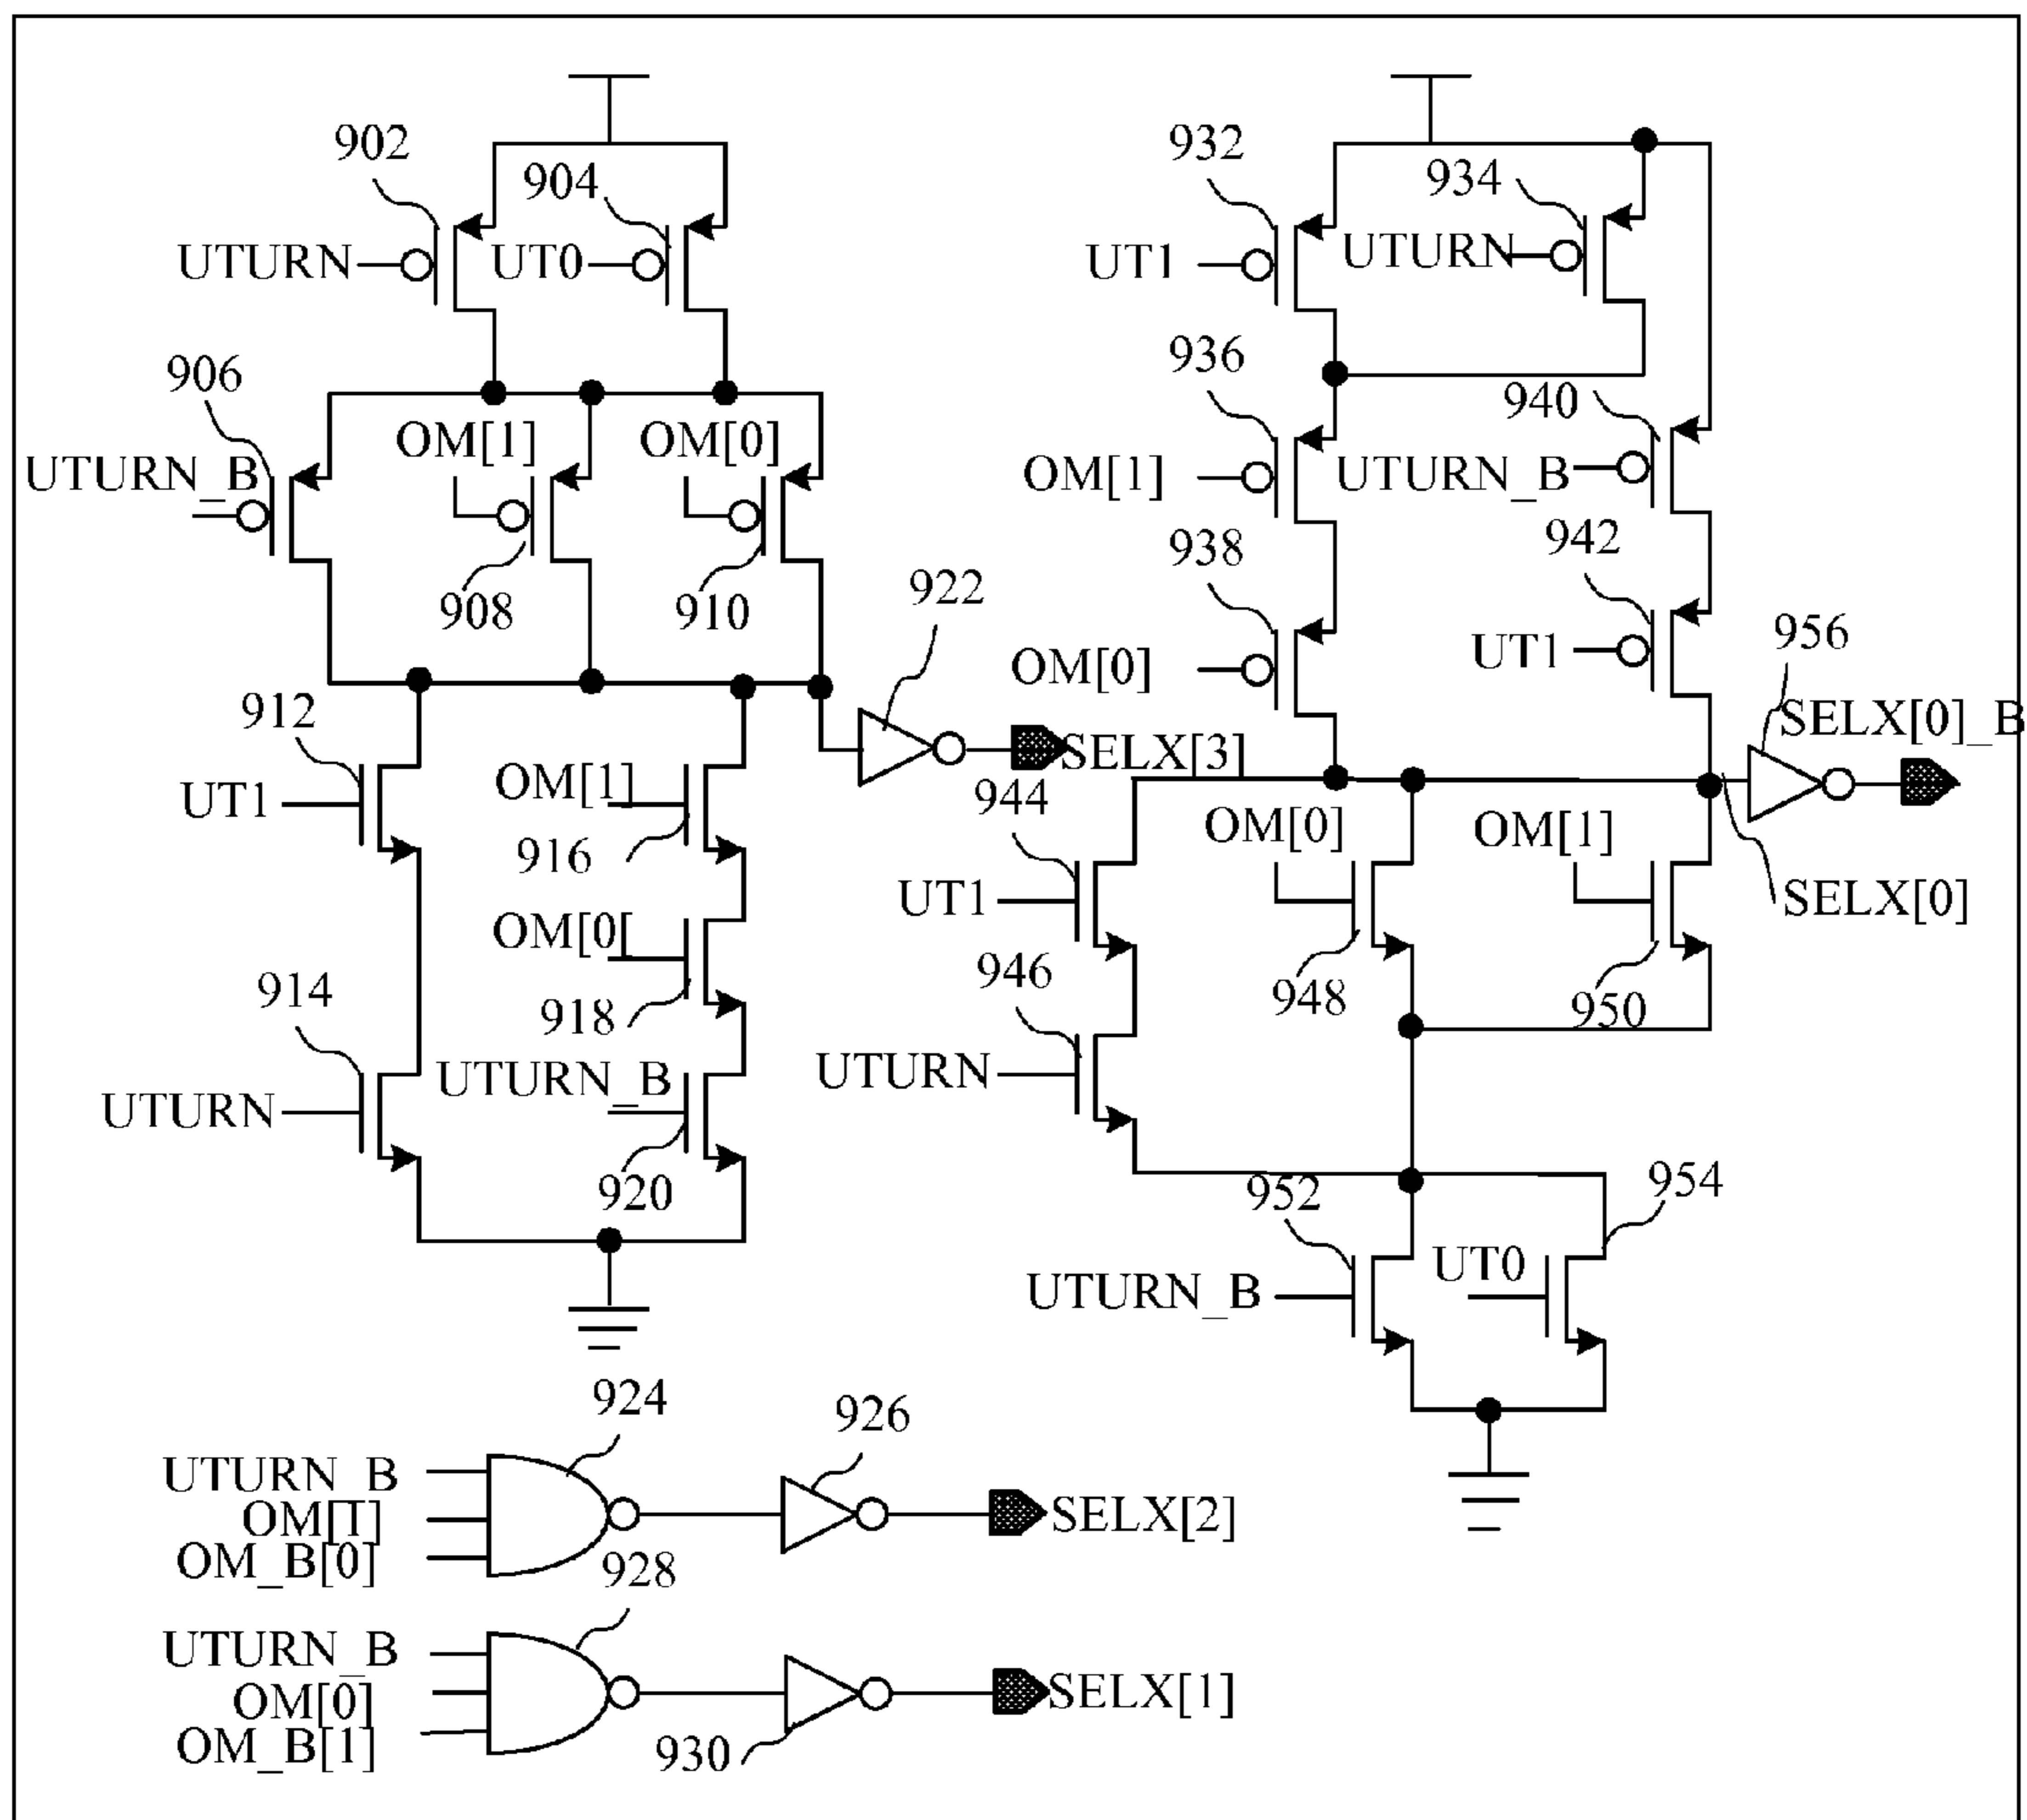 902
904
UTURN
UT0
906
UTURN_B
OM[1]
OM[0]
908
910
922
SELX[3]
912
UT1
OM[1]
916
OM[0[
918
914
UTURN
UTURN_B
920
924
UTURN_B
OM[T]
OM_B[0]
926
SELX[2]
928
UTURN_B
OM[0]
OM_B[1]
930
SELX[1]
932
UT1
934
UTURN
936
OM[1]
940
UTURN_B
938
OM[0]
942
UT1
956
SELX[0]_B
SELX[0]
944
UT1
OM[0]
948
OM[1]
950
946
UTURN
952
UTURN_B
954
UT0